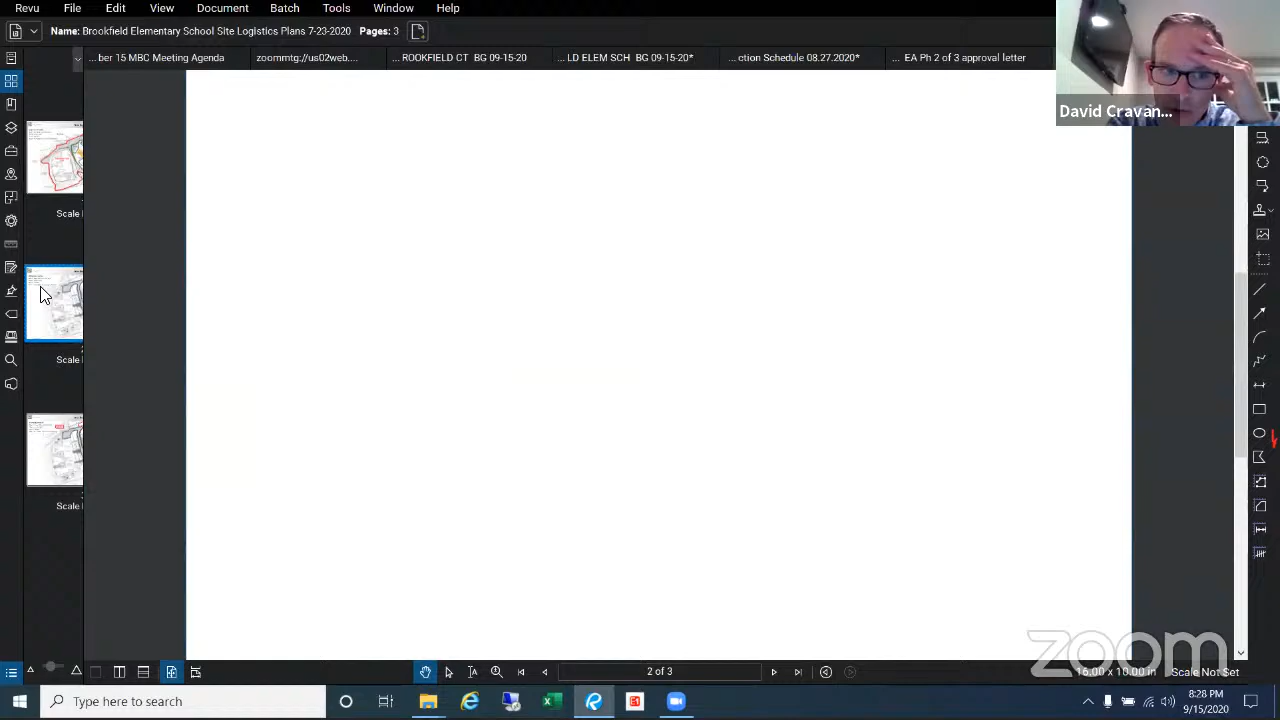 Revu File Edit View Document Batch Tools Window Help
Name: Brookfield Elementary School Site Logistics Plans 7-23-2020 Pages: 3
... ber 15 MBC Meeting Agenda zoommtg://us02web... ... ROOKFIELD CT BG 09-15-20 ... LD ELEM SCH BG 09-15-20* ... ction Schedule 08.27.2020* ... EA Ph 2 of 3 approval letter
David Cravan...
Scale
Scale
Scale
zoom
2 of 3 16.00 x 10.00 in Scale Not Set
Type here to search 8:28 PM
9/15/2020